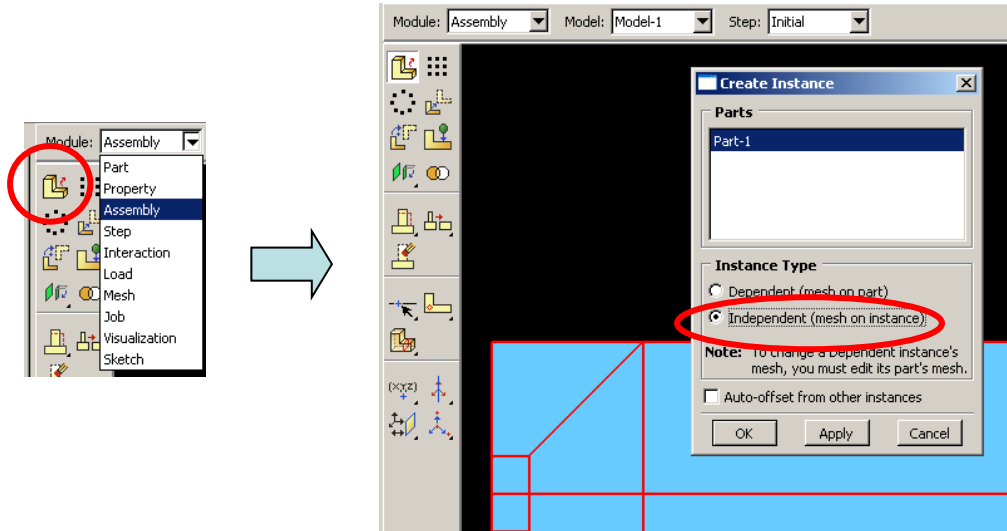 Module: Assembly
Part
Property
Assembly
Step
Interaction
Load
Mesh
Job
Visualization
Sketch
Module: Assembly Model: Model-1 Step: Initial
(XYZ)
Create Instance
Parts
Part-1
Instance Type
Dependent (mesh on part)
Independent (mesh on instance)
Note: To change a Dependent instance's
mesh, you must edit its part's mesh.
Auto-offset from other instances
OK Apply Cancel